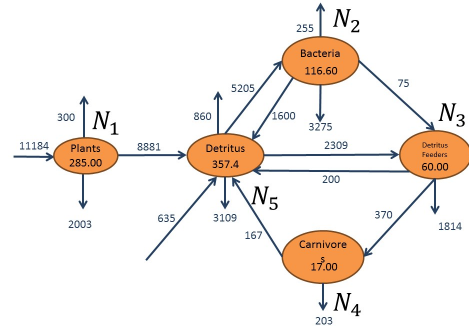 255
N2
Bacteria
116.60
5205
75
860
1600
300
N1
3275
N3
11184
Plants
285.00
8881
Detritus
357.4
2309
Detritus
Feeders
60.00
200
N5
2003
635
3109
167
370
1814
Carnivore
s
17.00
N4
203